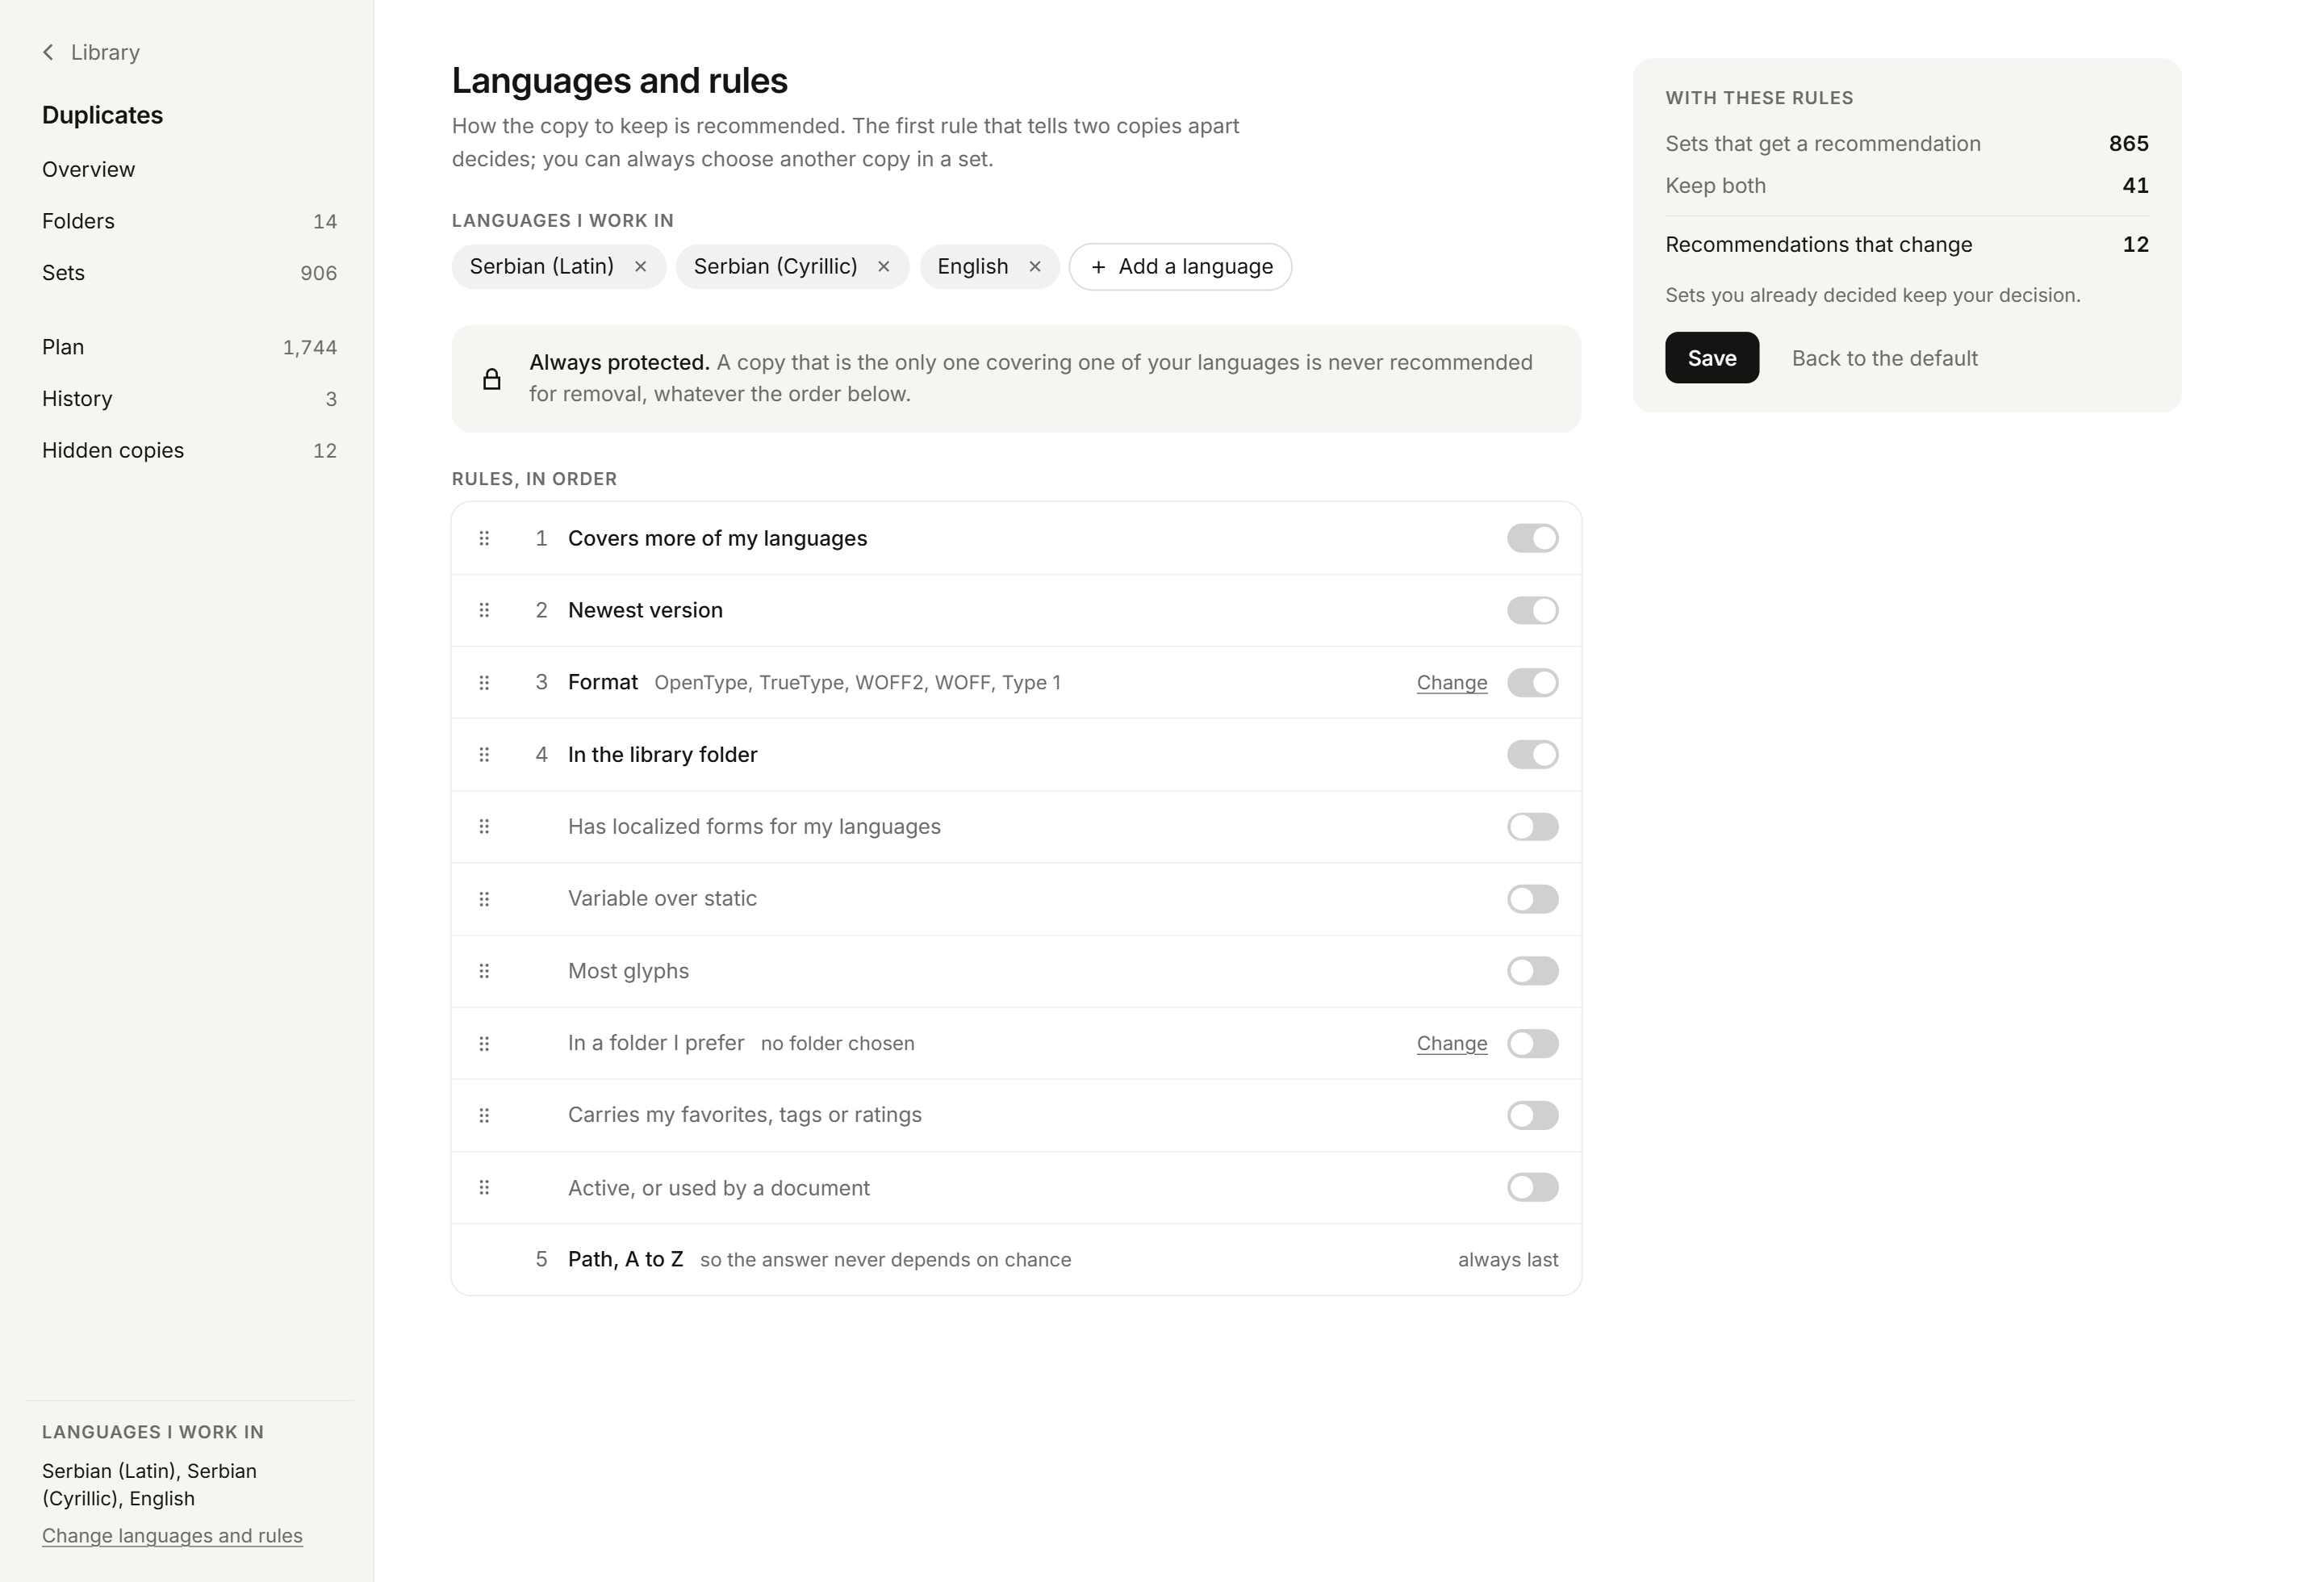 Library
Duplicates
Overview
Folders 14
Sets 906
Plan 1,744
History 3
Hidden copies 12
LANGUAGES I WORK IN
Serbian (Latin), Serbian
(Cyrillic), English
Change languages and rules
Languages and rules
How the copy to keep is recommended. The first rule that tells two copies apart
decides; you can always choose another copy in a set.
LANGUAGES I WORK IN
Serbian (Latin) × Serbian (Cyrillic) × English × + Add a language
Always protected. A copy that is the only one covering one of your languages is never recommended
for removal, whatever the order below.
RULES, IN ORDER
1 Covers more of my languages
2 Newest version
3 Format OpenType, TrueType, WOFF2, WOFF, Type 1 Change
4 In the library folder
Has localized forms for my languages
Variable over static
Most glyphs
In a folder I prefer no folder chosen Change
Carries my favorites, tags or ratings
Active, or used by a document
5 Path, A to Z so the answer never depends on chance always last
WITH THESE RULES
Sets that get a recommendation 865
Keep both 41
Recommendations that change 12
Sets you already decided keep your decision.
Save Back to the default